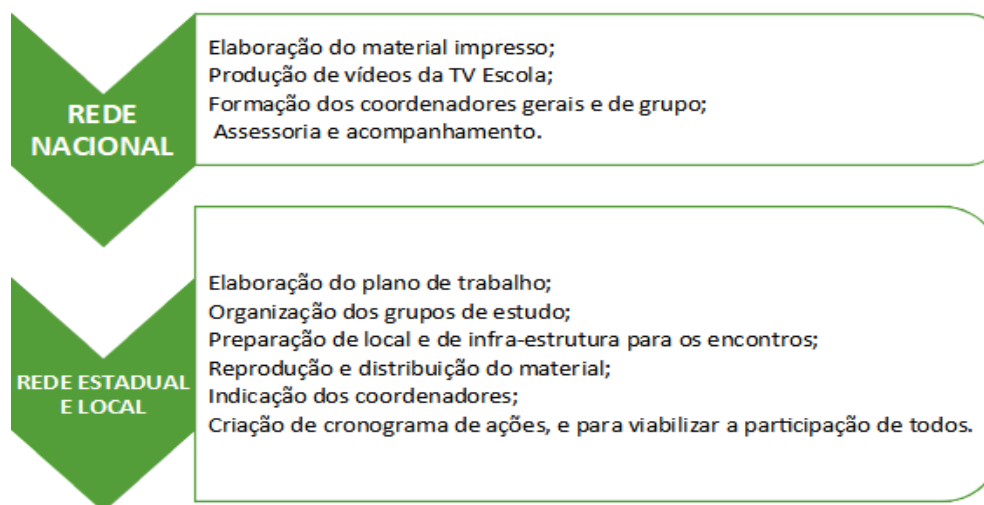 REDE
NACIONAL
Elaboração do material impresso;
Produção de vídeos da TV Escola;
Formação dos coordenadores gerais e de grupo;
Assessoria e acompanhamento.
REDE ESTADUAL
E LOCAL
Elaboração do plano de trabalho;
Organização dos grupos de estudo;
Preparação de local e de infra-estrutura para os encontros;
Reprodução e distribuição do material;
Indicação dos coordenadores;
Criação de cronograma de ações, e para viabilizar a participação de todos.